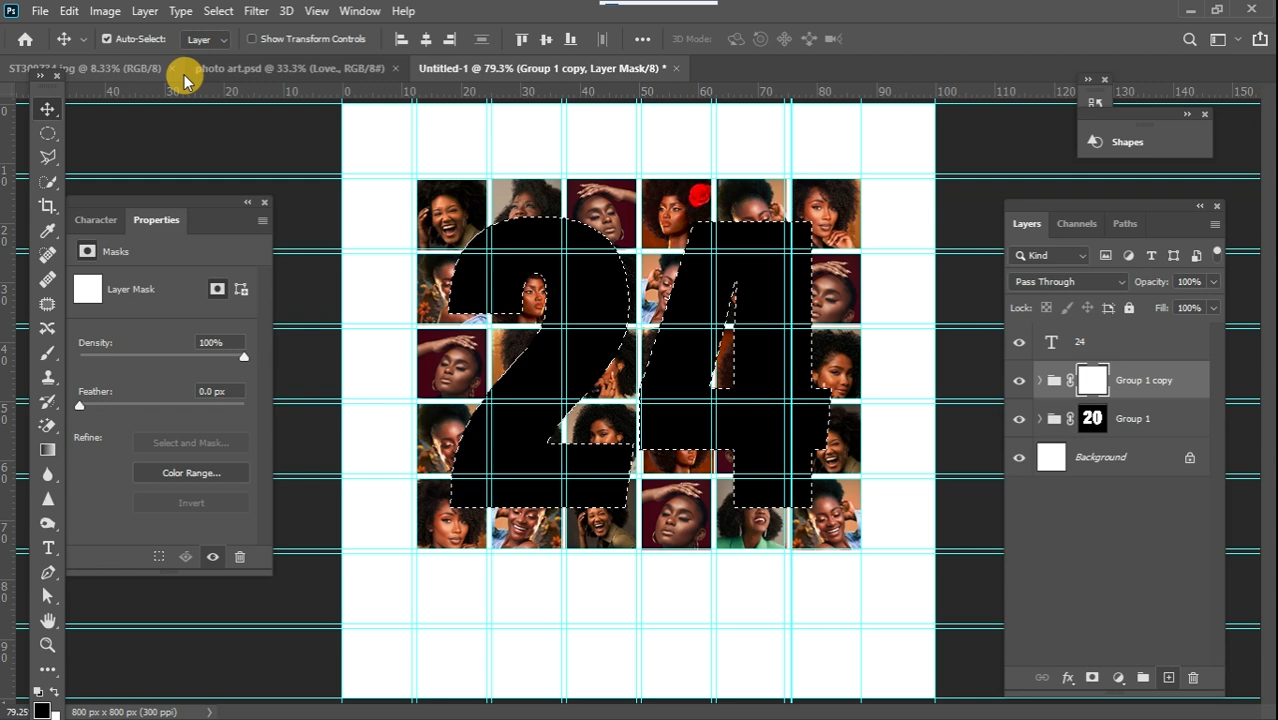 Ps File Edit Image Layer Type Select Filter 3D View Window Help
Auto-Select: Layer Show Transform Controls 3D Mode:
photo art.psd @ 33.3% (Love., RGB/8#) × Untitled-1 @ 79.3% (Group 1 copy, Layer Mask/8) * ×
40 30 20 10 0 10 20 30 40 50 60 70 80 90 100 110 120 130 140 150
Shapes
Character Properties
Masks
Layer Mask
Density: 100%
Feather: 0.0 px
Refine: Select and Mask...
Color Range...
Invert
24
Layers Channels Paths
Kind
Pass Through Opacity: 100%
Lock: Fill: 100%
T 24
Group 1 copy
20 Group 1
Background
79.25 800 px x 800 px (300 ppi)